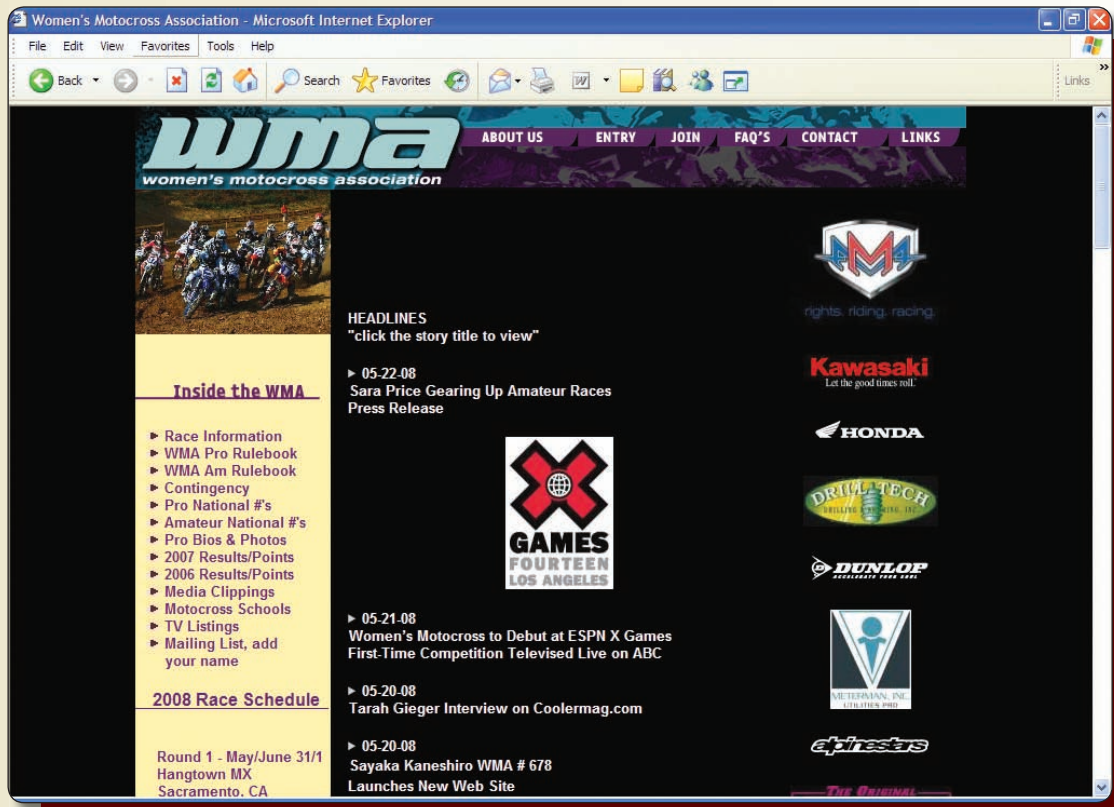 Women's Motocross Association - Microsoft Internet Explorer
File Edit View Favorites Tools Help
Back Search Favorites Links
wma
women's motocross association
ABOUT US ENTRY JOIN FAQ'S CONTACT LINKS
Inside the WMA
Race Information
WMA Pro Rulebook
WMA Am Rulebook
Contingency
Pro National #'s
Amateur National #'s
Pro Bios & Photos
2007 Results/Points
2006 Results/Points
Media Clippings
Motocross Schools
TV Listings
Mailing List, add
your name
2008 Race Schedule
Round 1 - May/June 31/1
Hangtown MX
Sacramento, CA
HEADLINES
"click the story title to view"
05-22-08
Sara Price Gearing Up Amateur Races
Press Release
X
GAMES
FOURTEEN
LOS ANGELES
05-21-08
Women's Motocross to Debut at ESPN X Games
First-Time Competition Televised Live on ABC
05-20-08
Tarah Gieger Interview on Coolermag.com
05-20-08
Sayaka Kaneshiro WMA # 678
Launches New Web Site
AMA
rights. riding. racing.
Kawasaki
Let the good times roll.
HONDA
DRILL TECH
DUNLOP
METERMAN, INC.
UTILITIES PRO
alpinestars
THE ORIGINAL